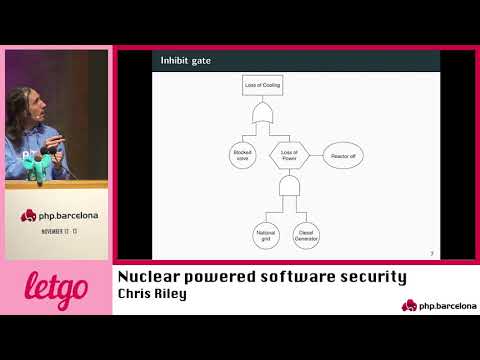 Inhibit gate
Loss of Cooling
Blocked
valve
Loss of
Power
Reactor off
National
grid
Diesel
Generator
7
php.barcelona
NOVEMBER 12 · 13
letgo
Nuclear powered software security
Chris Riley
php.barcelona